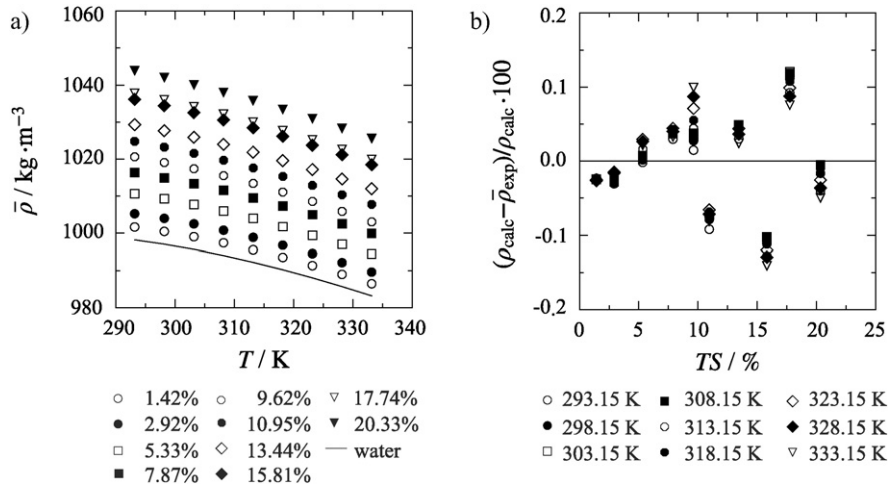 a)
1060
1040
1020
1000
980
ρ̄ / kg·m⁻³
290 300 310 320 330 340
T / K
1.42% 9.62% 17.74%
2.92% 10.95% 20.33%
5.33% 13.44% water
7.87% 15.81%
b)
0.2
0.1
0.0
-0.1
-0.2
(ρcalc−ρ̄exp)/ρcalc·100
0 5 10 15 20 25
TS / %
293.15 K 308.15 K 323.15 K
298.15 K 313.15 K 328.15 K
303.15 K 318.15 K 333.15 K